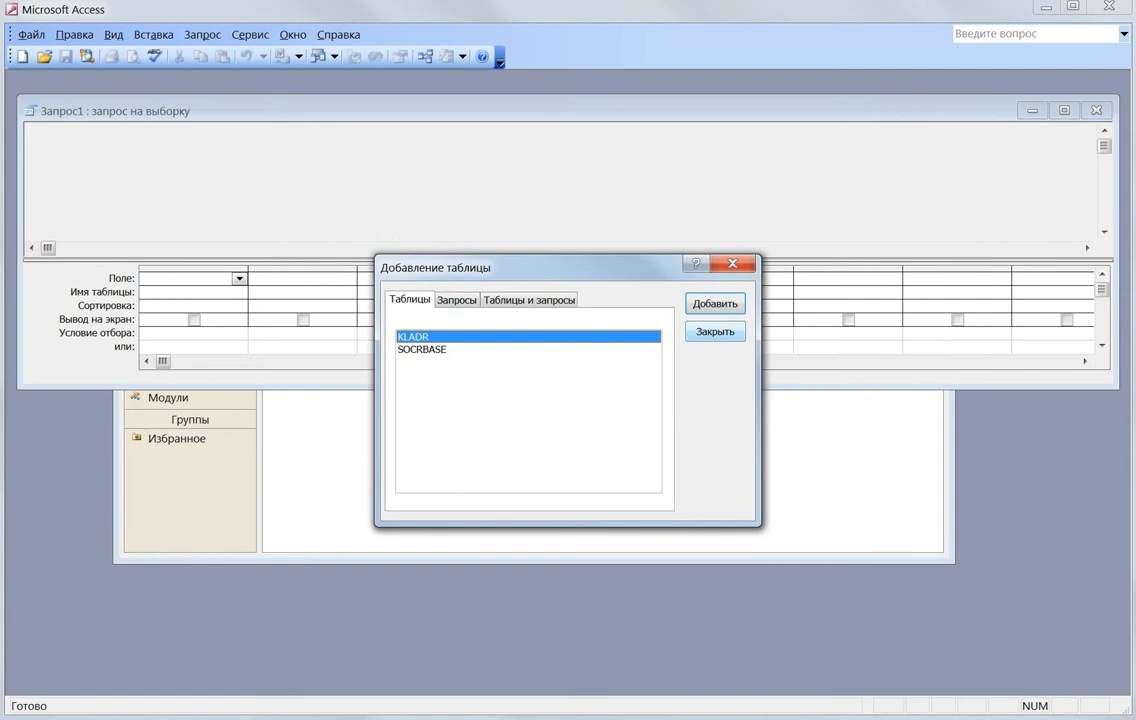 Microsoft Access
Файл Правка Вид Вставка Запрос Сервис Окно Справка
Введите вопрос
Запрос1 : запрос на выборку
Поле:
Имя таблицы:
Сортировка:
Вывод на экран:
Условие отбора:
или:
Добавление таблицы
Таблицы Запросы Таблицы и запросы
KLADR
SOCRBASE
Добавить
Закрыть
Модули
Группы
Избранное
Готово
NUM